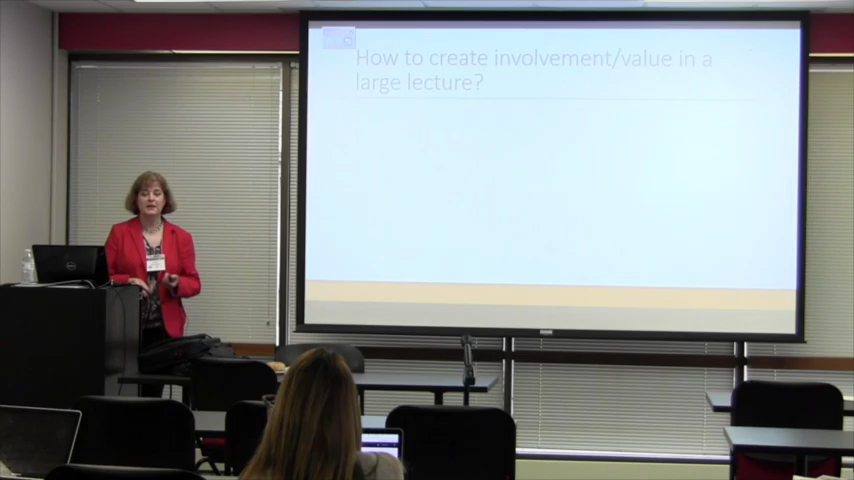 How to create involvement/value in a
large lecture?